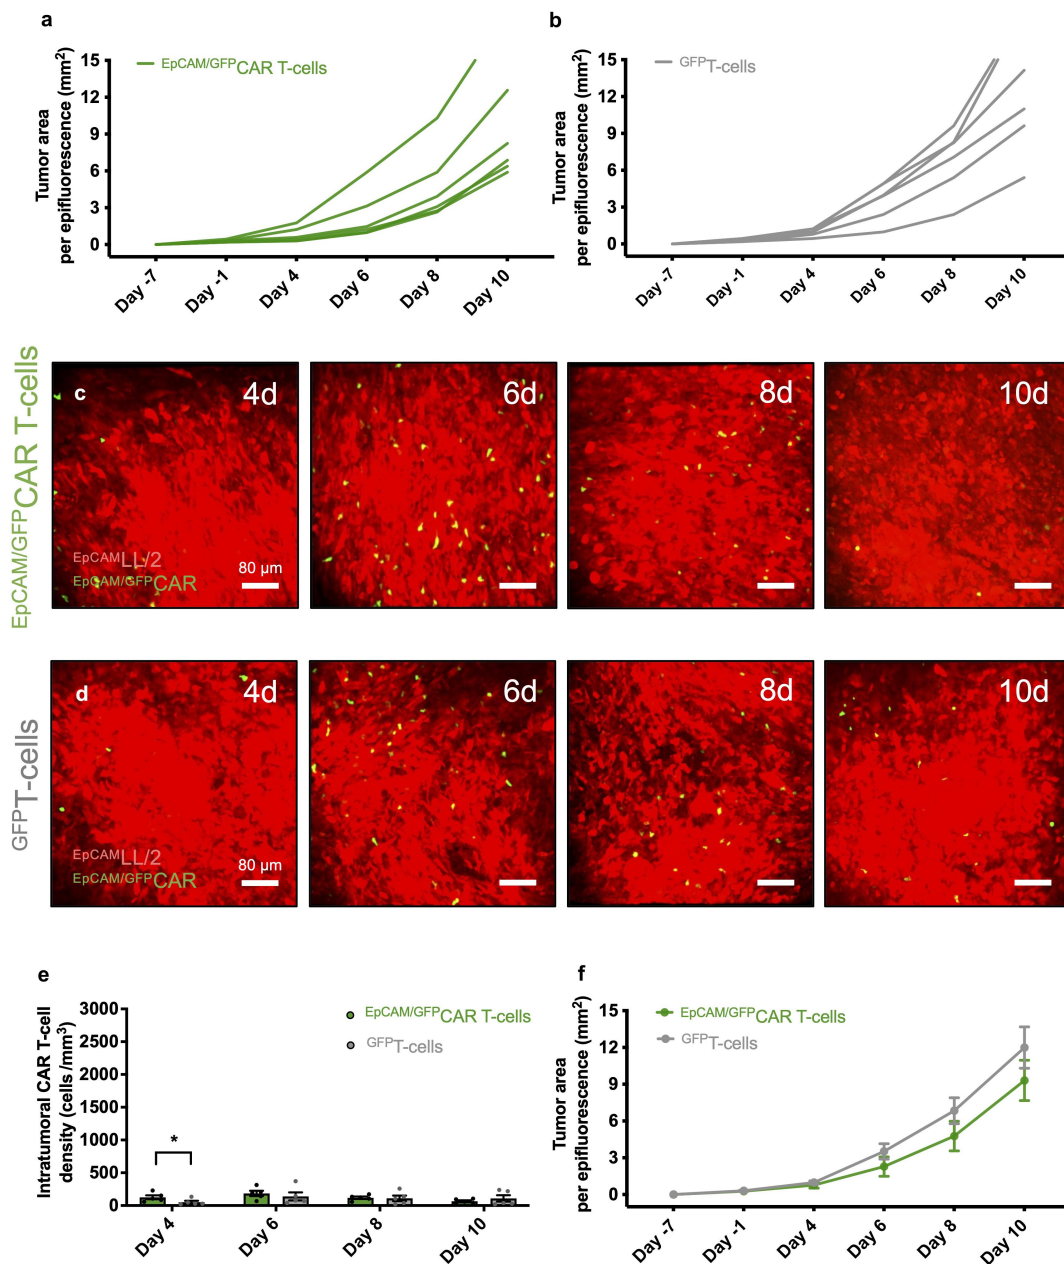 a
Tumor area
per epifluorescence (mm²)
15
12
9
6
3
0
EpCAM/GFPCAR T-cells
Day -7
Day -1
Day 4
Day 6
Day 8
Day 10
b
Tumor area
per epifluorescence (mm²)
15
12
9
6
3
0
GFPT-cells
Day -7
Day -1
Day 4
Day 6
Day 8
Day 10
EpCAM/GFPCAR T-cells
c
4d
EpCAMLL/2
EpCAM/GFPCAR
80 µm
6d
8d
10d
GFPT-cells
d
4d
EpCAMLL/2
EpCAM/GFPCAR
80 µm
6d
8d
10d
e
Intratumoral CAR T-cell
density (cells /mm³)
3000
2500
2000
1500
1000
500
0
*
EpCAM/GFPCAR T-cells
GFPT-cells
Day 4
Day 6
Day 8
Day 10
f
Tumor area
per epifluorescence (mm²)
15
12
9
6
3
0
EpCAM/GFPCAR T-cells
GFPT-cells
Day -7
Day -1
Day 4
Day 6
Day 8
Day 10